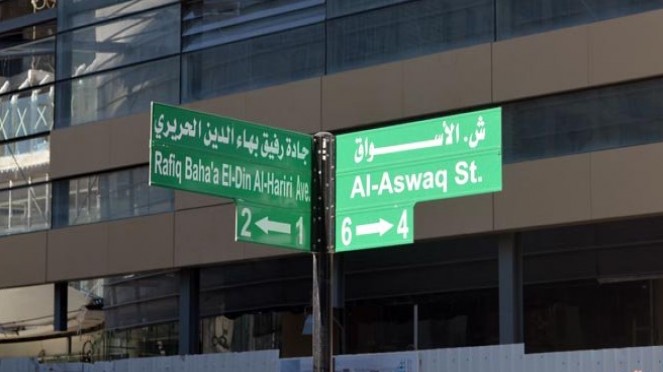 جادة رفيق بهاء الدين الحريري
Rafiq Baha'a El-Din Al-Hariri Ave.
2 ← 1
ش. الأســـواق
Al-Aswaq St.
6 → 4